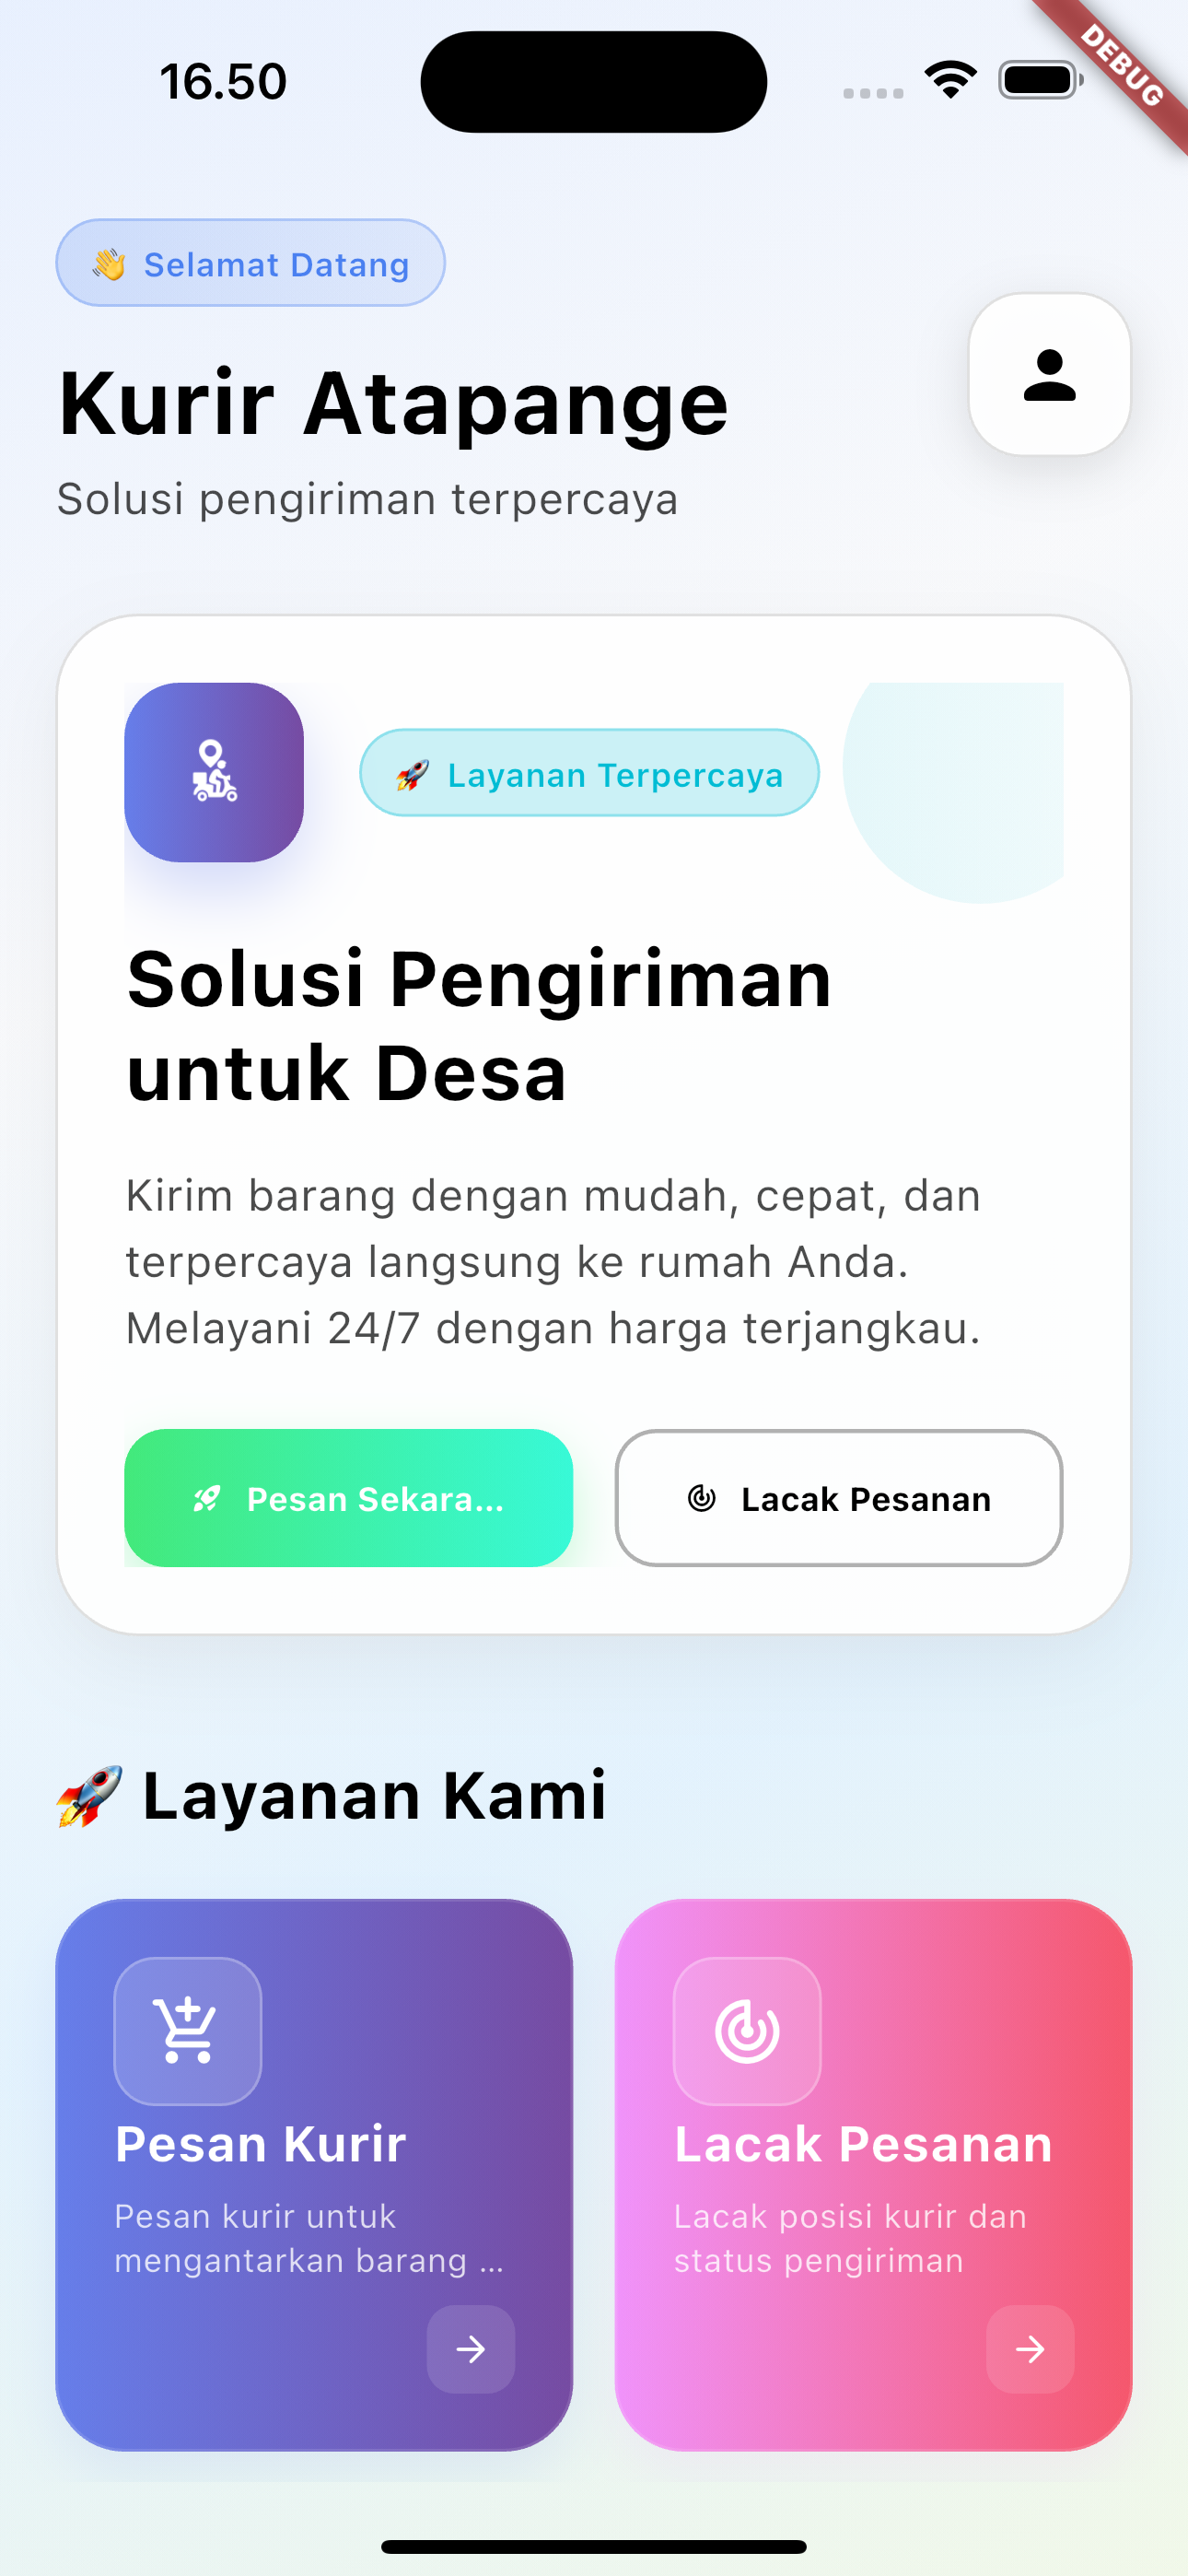 16.50
DEBUG
👋 Selamat Datang
Kurir Atapange
Solusi pengiriman terpercaya
🚀 Layanan Terpercaya
Solusi Pengiriman
untuk Desa
Kirim barang dengan mudah, cepat, dan
terpercaya langsung ke rumah Anda.
Melayani 24/7 dengan harga terjangkau.
Pesan Sekara...
Lacak Pesanan
🚀 Layanan Kami
Pesan Kurir
Pesan kurir untuk
mengantarkan barang ...
Lacak Pesanan
Lacak posisi kurir dan
status pengiriman